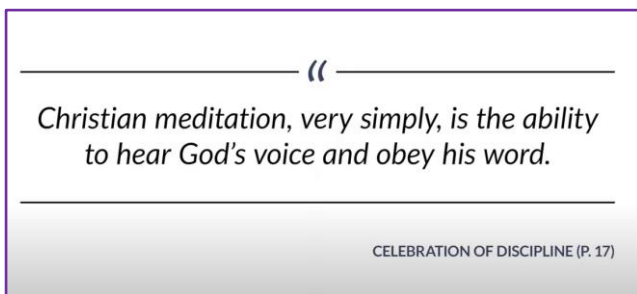 “
Christian meditation, very simply, is the ability
to hear God’s voice and obey his word.
CELEBRATION OF DISCIPLINE (P. 17)